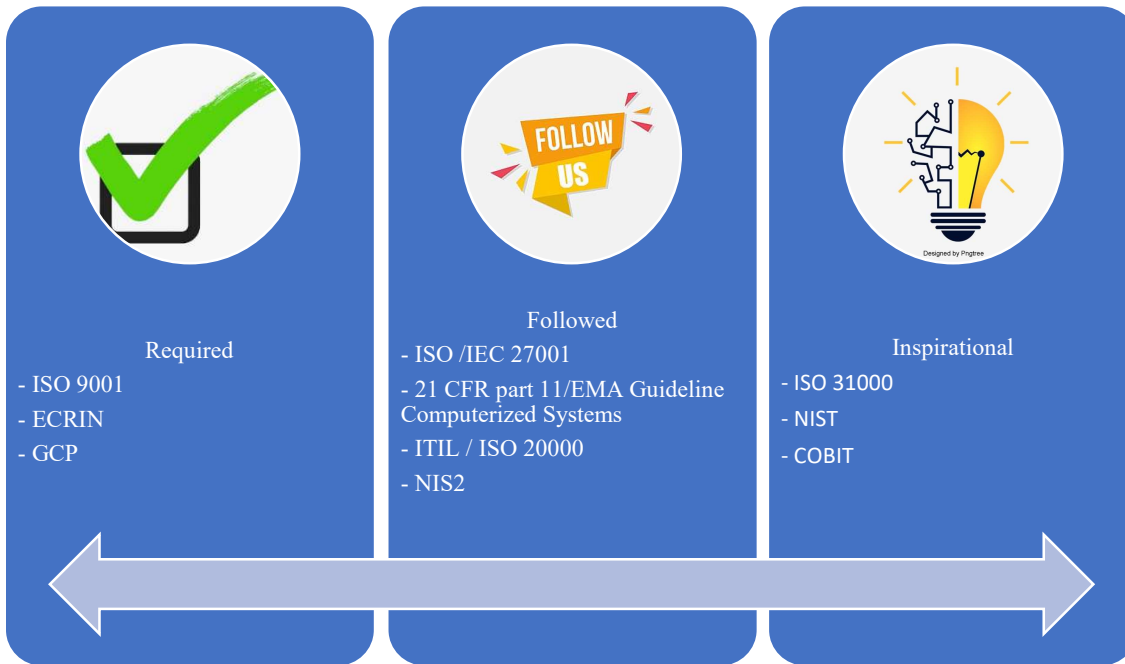 FOLLOW
US
Designed by Pngtree
Required
- ISO 9001
- ECRIN
- GCP
Followed
- ISO /IEC 27001
- 21 CFR part 11/EMA Guideline
Computerized Systems
- ITIL / ISO 20000
- NIS2
Inspirational
- ISO 31000
- NIST
- COBIT